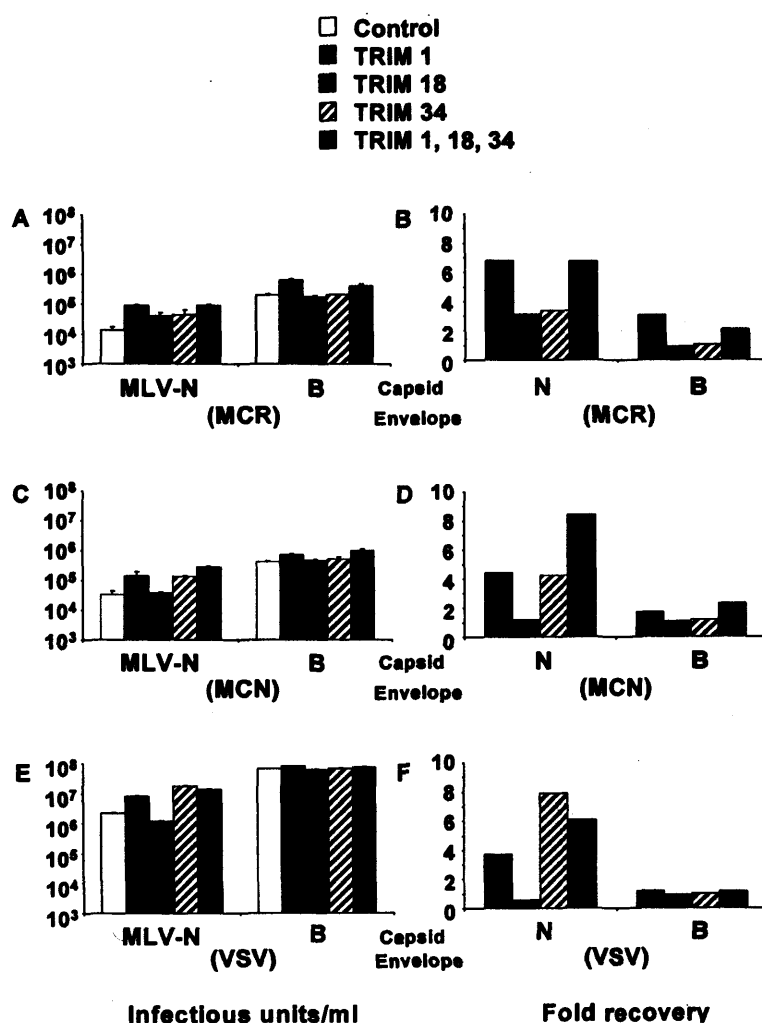 Control
TRIM 1
TRIM 18
TRIM 34
TRIM 1, 18, 34
A
10⁸
10⁷
10⁶
10⁵
10⁴
10³
MLV-N B Capsid
(MCR) Envelope
B
10
8
6
4
2
0
N B
(MCR)
C
10⁸
10⁷
10⁶
10⁵
10⁴
10³
MLV-N B Capsid
(MCN) Envelope
D
10
8
6
4
2
0
N B
(MCN)
E
10⁸
10⁷
10⁶
10⁵
10⁴
10³
MLV-N B Capsid
(VSV) Envelope
F
10
8
6
4
2
0
N B
(VSV)
Infectious units/ml Fold recovery